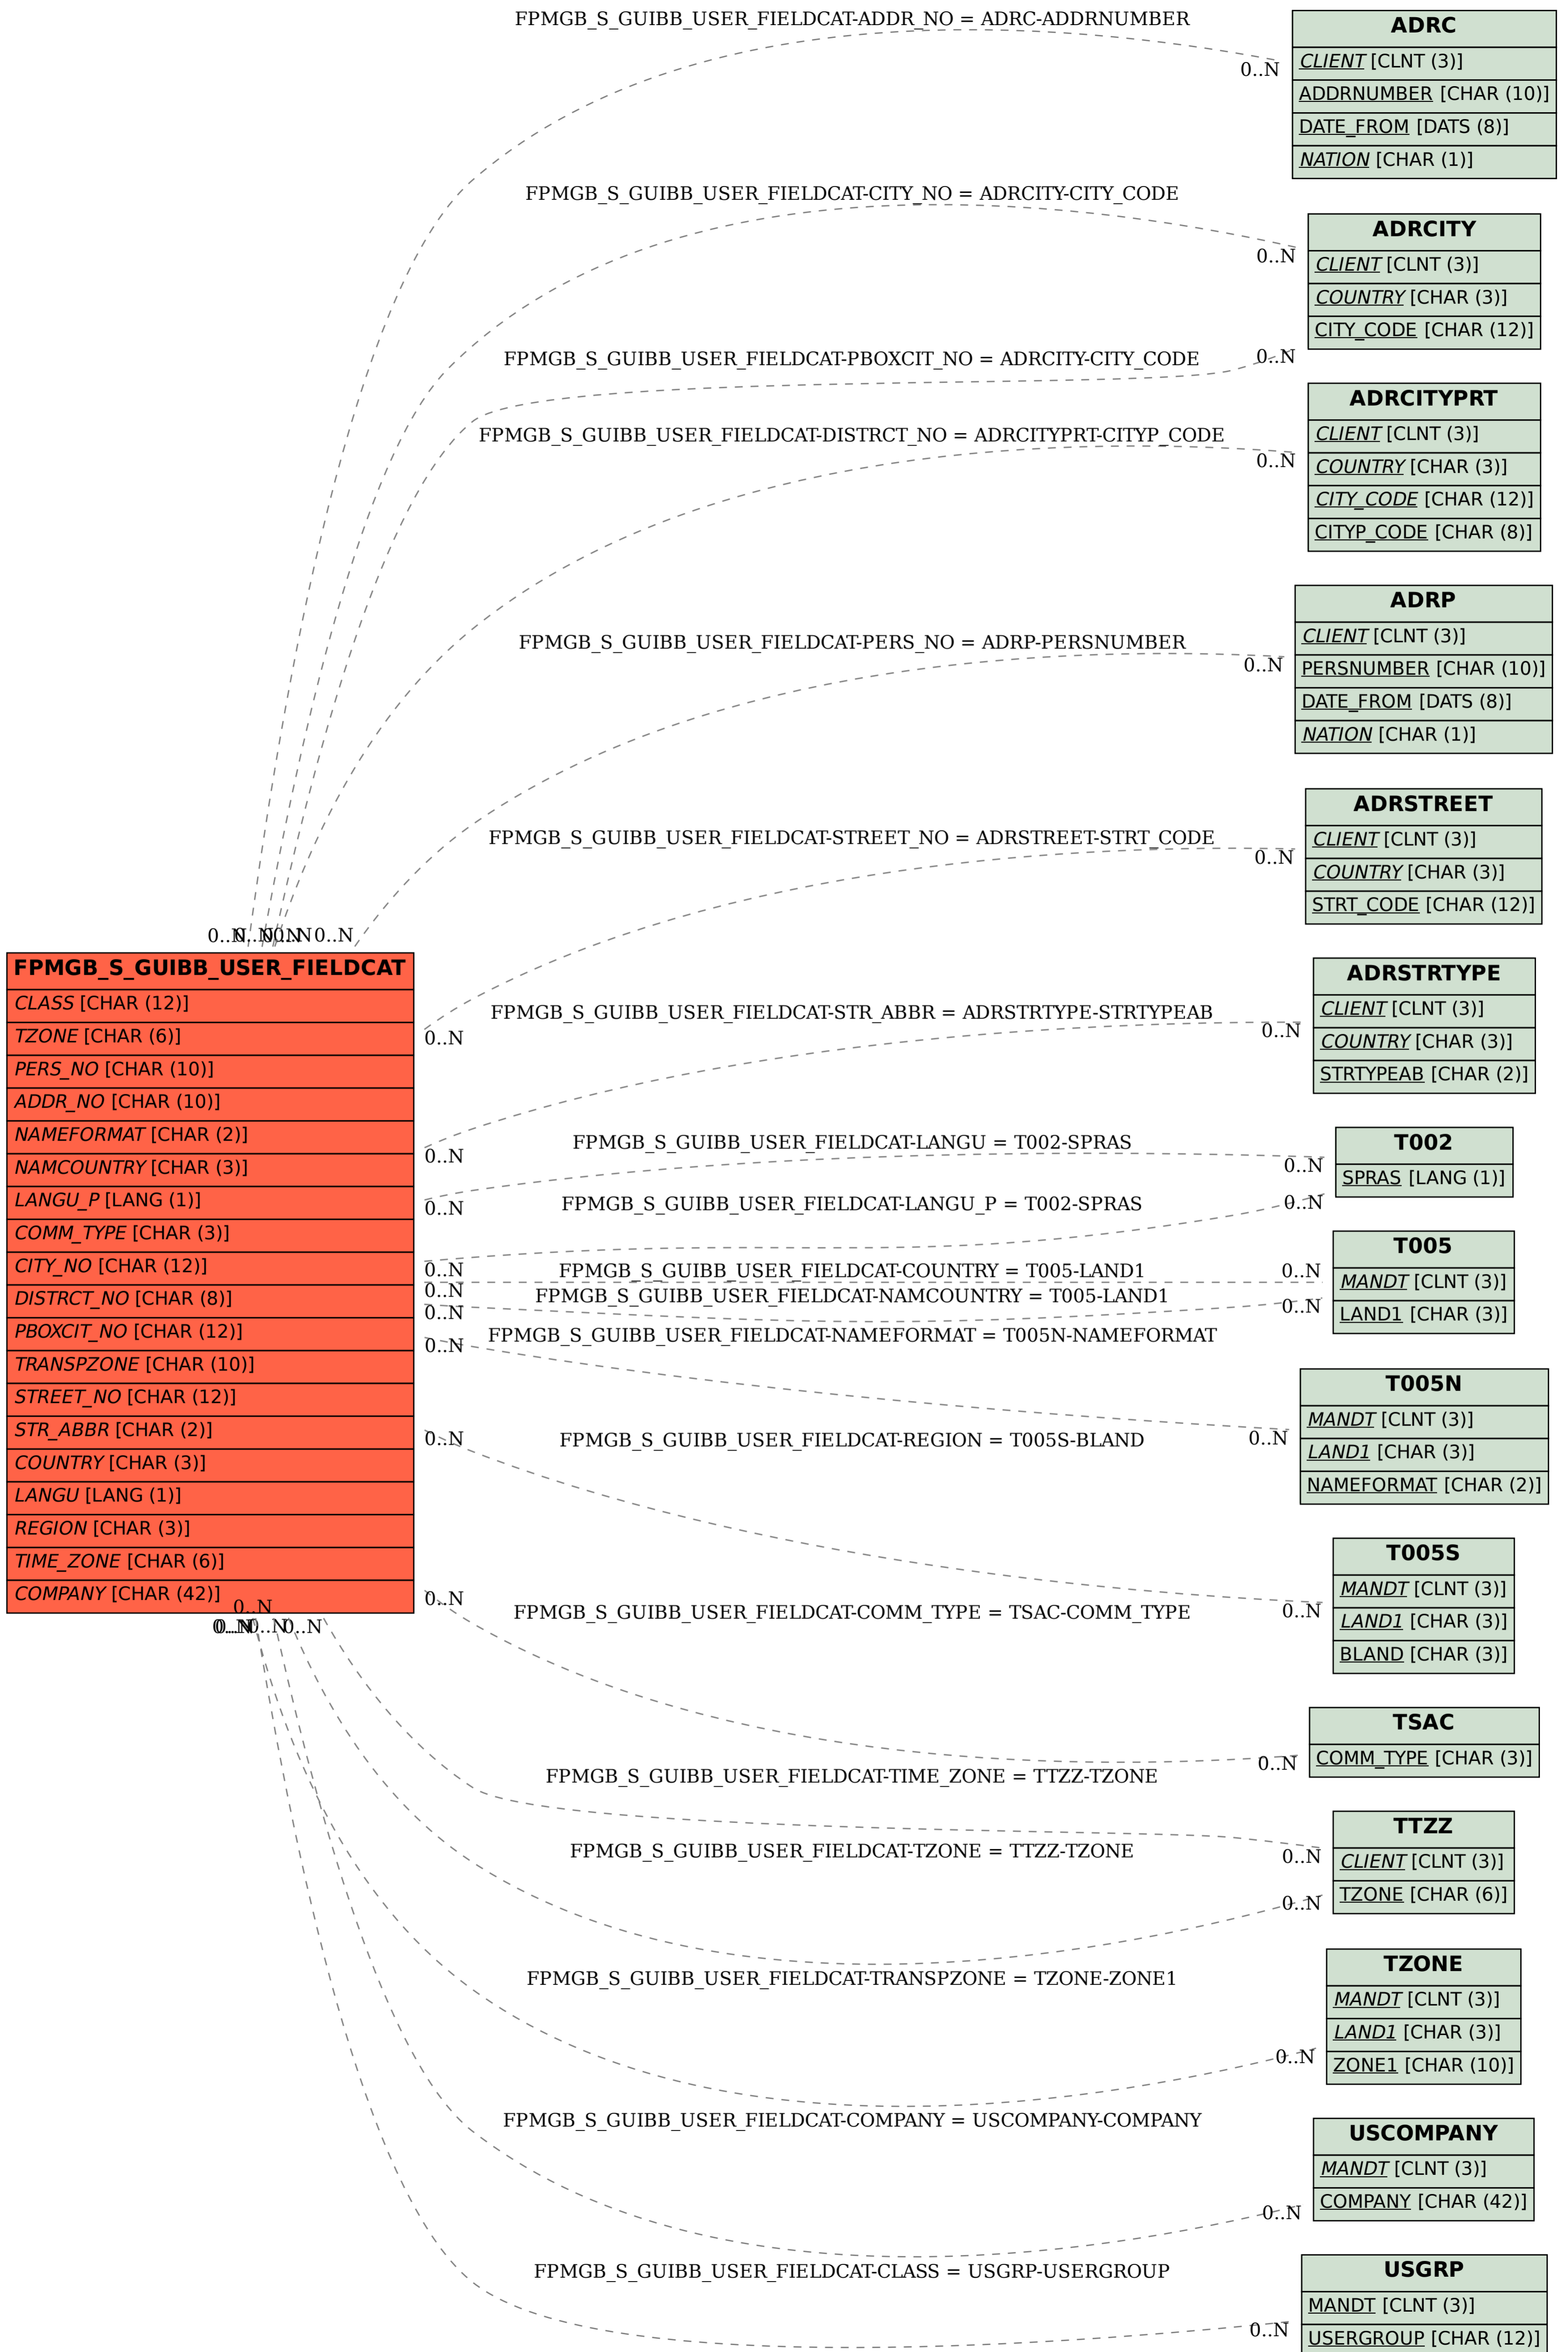 FPMGB_S_GUIBB_USER_FIELDCAT-ADDR_NO = ADRC-ADDRNUMBER
0..N
ADRC
CLIENT [CLNT (3)]
ADDRNUMBER [CHAR (10)]
DATE_FROM [DATS (8)]
NATION [CHAR (1)]
FPMGB_S_GUIBB_USER_FIELDCAT-CITY_NO = ADRCITY-CITY_CODE
0..N
ADRCITY
CLIENT [CLNT (3)]
COUNTRY [CHAR (3)]
CITY_CODE [CHAR (12)]
FPMGB_S_GUIBB_USER_FIELDCAT-PBOXCIT_NO = ADRCITY-CITY_CODE
0..N
ADRCITYPRT
CLIENT [CLNT (3)]
COUNTRY [CHAR (3)]
CITY_CODE [CHAR (12)]
CITYP_CODE [CHAR (8)]
FPMGB_S_GUIBB_USER_FIELDCAT-DISTRCT_NO = ADRCITYPRT-CITYP_CODE
0..N
ADRP
CLIENT [CLNT (3)]
PERSNUMBER [CHAR (10)]
DATE_FROM [DATS (8)]
NATION [CHAR (1)]
FPMGB_S_GUIBB_USER_FIELDCAT-PERS_NO = ADRP-PERSNUMBER
0..N
ADRSTREET
CLIENT [CLNT (3)]
COUNTRY [CHAR (3)]
STRT_CODE [CHAR (12)]
FPMGB_S_GUIBB_USER_FIELDCAT-STREET_NO = ADRSTREET-STRT_CODE
0..N
0..N
0..N
0..N
0..N
0..N
FPMGB_S_GUIBB_USER_FIELDCAT
CLASS [CHAR (12)]
TZONE [CHAR (6)]
PERS_NO [CHAR (10)]
ADDR_NO [CHAR (10)]
NAMEFORMAT [CHAR (2)]
NAMCOUNTRY [CHAR (3)]
LANGU_P [LANG (1)]
COMM_TYPE [CHAR (3)]
CITY_NO [CHAR (12)]
DISTRCT_NO [CHAR (8)]
PBOXCIT_NO [CHAR (12)]
TRANSPZONE [CHAR (10)]
STREET_NO [CHAR (12)]
STR_ABBR [CHAR (2)]
COUNTRY [CHAR (3)]
LANGU [LANG (1)]
REGION [CHAR (3)]
TIME_ZONE [CHAR (6)]
COMPANY [CHAR (42)]
0..N
0..N
0..N
0..N
0..N
0..N
0..N
0..N
0..N
0..N
0..N
0..N
0..N
0..N
ADRSTRTYPE
CLIENT [CLNT (3)]
COUNTRY [CHAR (3)]
STRTYPEAB [CHAR (2)]
FPMGB_S_GUIBB_USER_FIELDCAT-STR_ABBR = ADRSTRTYPE-STRTYPEAB
0..N
T002
SPRAS [LANG (1)]
FPMGB_S_GUIBB_USER_FIELDCAT-LANGU = T002-SPRAS
0..N
FPMGB_S_GUIBB_USER_FIELDCAT-LANGU_P = T002-SPRAS
0..N
T005
MANDT [CLNT (3)]
LAND1 [CHAR (3)]
FPMGB_S_GUIBB_USER_FIELDCAT-COUNTRY = T005-LAND1
0..N
FPMGB_S_GUIBB_USER_FIELDCAT-NAMCOUNTRY = T005-LAND1
0..N
FPMGB_S_GUIBB_USER_FIELDCAT-NAMEFORMAT = T005N-NAMEFORMAT
T005N
MANDT [CLNT (3)]
LAND1 [CHAR (3)]
NAMEFORMAT [CHAR (2)]
0..N
FPMGB_S_GUIBB_USER_FIELDCAT-REGION = T005S-BLAND
T005S
MANDT [CLNT (3)]
LAND1 [CHAR (3)]
BLAND [CHAR (3)]
0..N
FPMGB_S_GUIBB_USER_FIELDCAT-COMM_TYPE = TSAC-COMM_TYPE
TSAC
COMM_TYPE [CHAR (3)]
0..N
FPMGB_S_GUIBB_USER_FIELDCAT-TIME_ZONE = TTZZ-TZONE
TTZZ
CLIENT [CLNT (3)]
TZONE [CHAR (6)]
0..N
FPMGB_S_GUIBB_USER_FIELDCAT-TZONE = TTZZ-TZONE
0..N
FPMGB_S_GUIBB_USER_FIELDCAT-TRANSPZONE = TZONE-ZONE1
TZONE
MANDT [CLNT (3)]
LAND1 [CHAR (3)]
ZONE1 [CHAR (10)]
0..N
FPMGB_S_GUIBB_USER_FIELDCAT-COMPANY = USCOMPANY-COMPANY
USCOMPANY
MANDT [CLNT (3)]
COMPANY [CHAR (42)]
0..N
FPMGB_S_GUIBB_USER_FIELDCAT-CLASS = USGRP-USERGROUP
USGRP
MANDT [CLNT (3)]
USERGROUP [CHAR (12)]
0..N